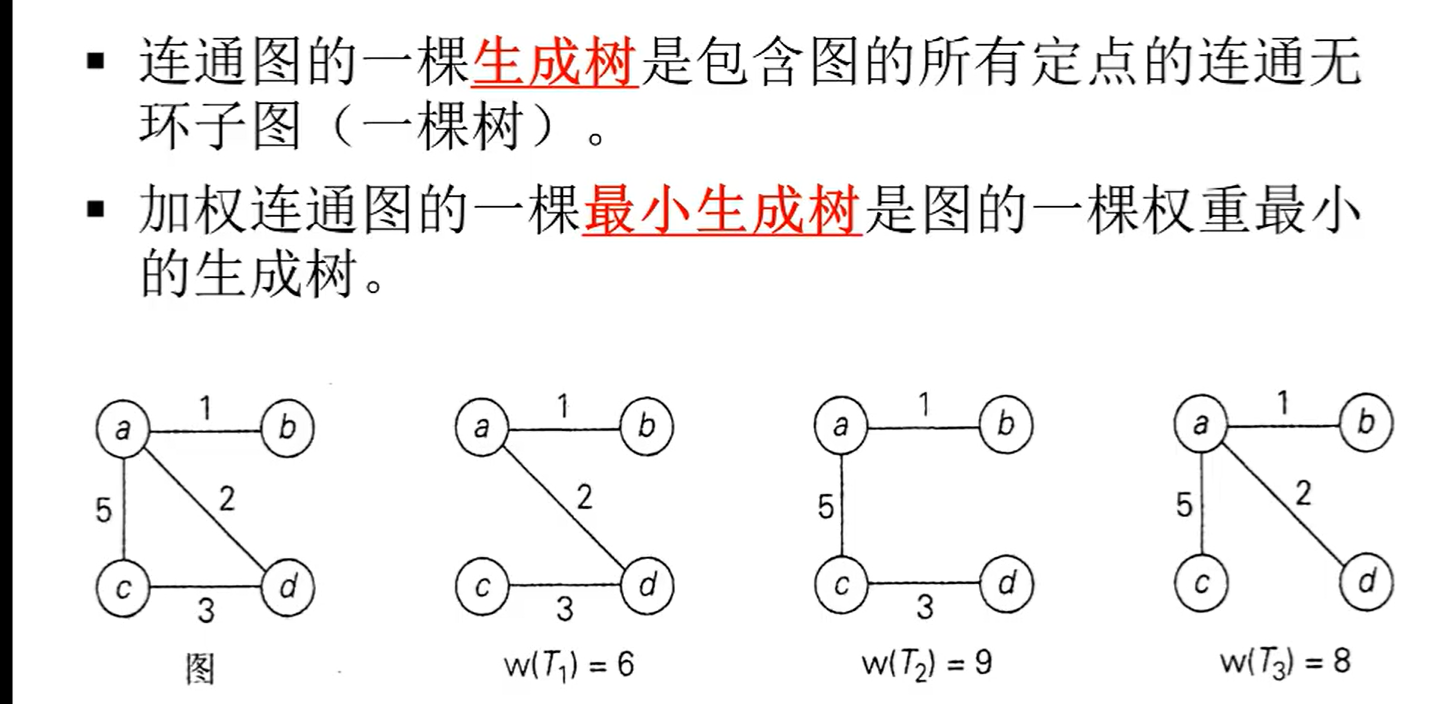 ▪ 连通图的一棵生成树是包含图的所有定点的连通无
环子图（一棵树）。
▪ 加权连通图的一棵最小生成树是图的一棵权重最小
的生成树。
a 1 b
5 2
c 3 d
图
a 1 b
2
c 3 d
w(T₁) = 6
a 1 b
5
c 3 d
w(T₂) = 9
a 1 b
5 2
c d
w(T₃) = 8